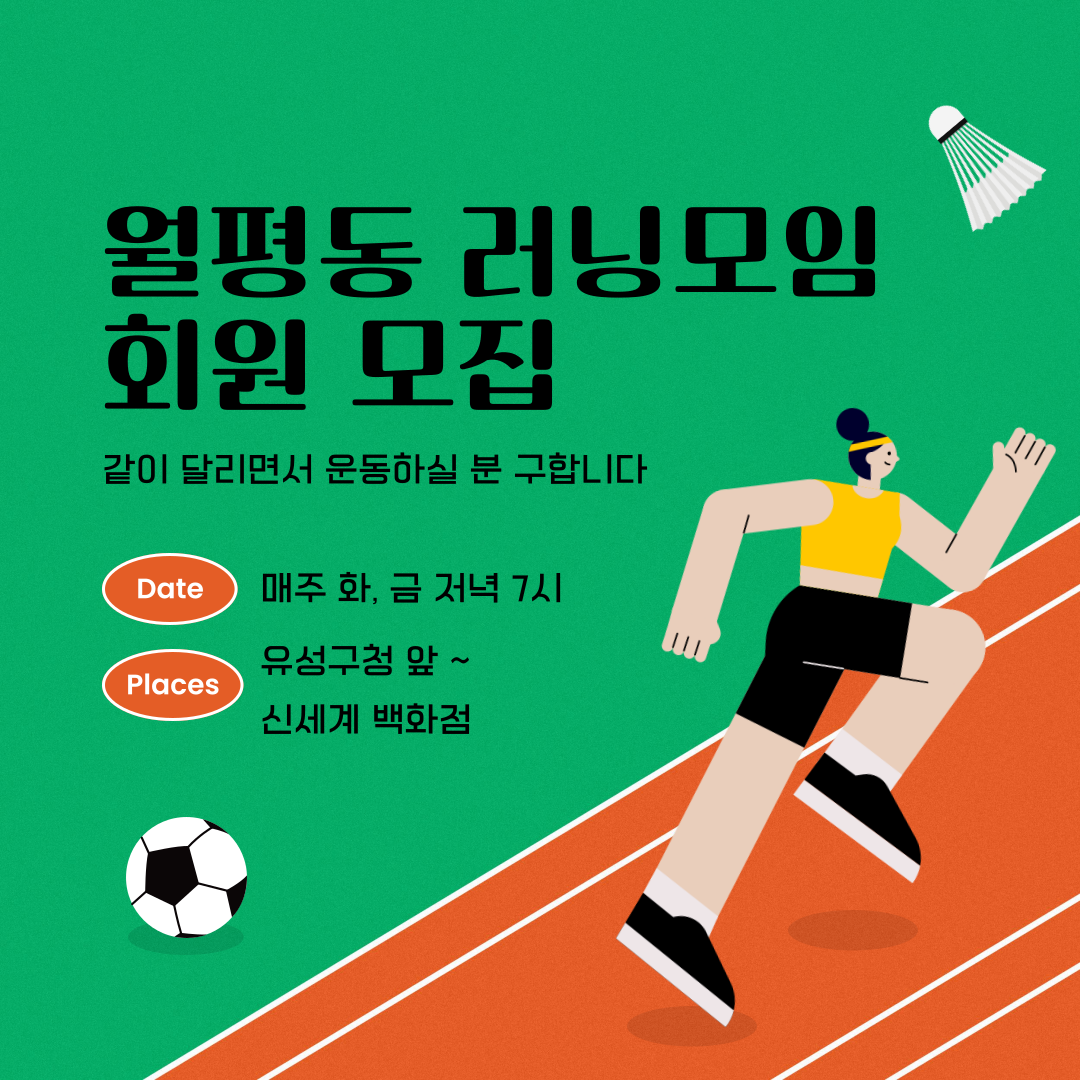 월평동 러닝모임
회원 모집
같이 달리면서 운동하실 분 구합니다
Date 매주 화, 금 저녁 7시
Places 유성구청 앞 ~
신세계 백화점